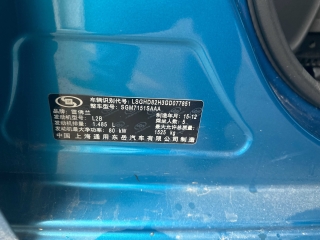 车辆识别代号: LSGHD82H3GD077851
整车型号: SGM7151SAAA
品牌: 雪佛兰
制造年月: 15-12
发动机型号: L2B
乘坐人数: 5
发动机排量: 1.485 L
最大允许总质量
发动机最大净功率: 80 kW
1525 kg
中国上海通用东岳汽车有限公司制造